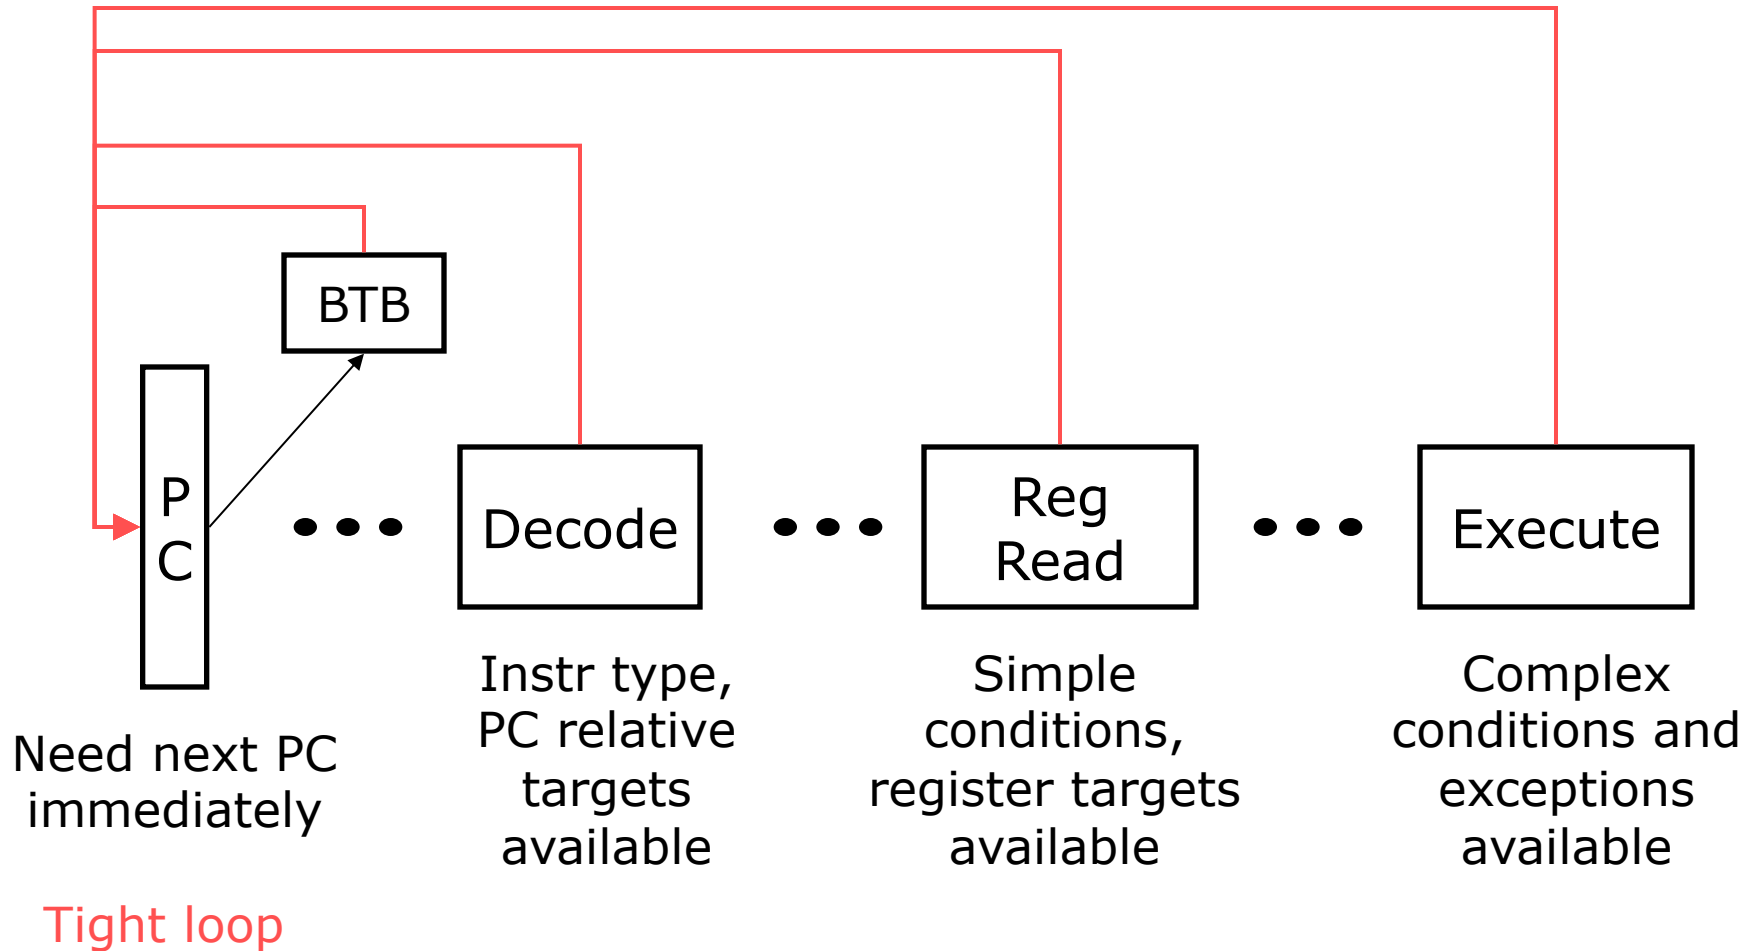 BTB
P
C
Decode
Reg
Read
Execute
Need next PC
immediately
Instr type,
PC relative
targets
available
Simple
conditions,
register targets
available
Complex
conditions and
exceptions
available
Tight loop